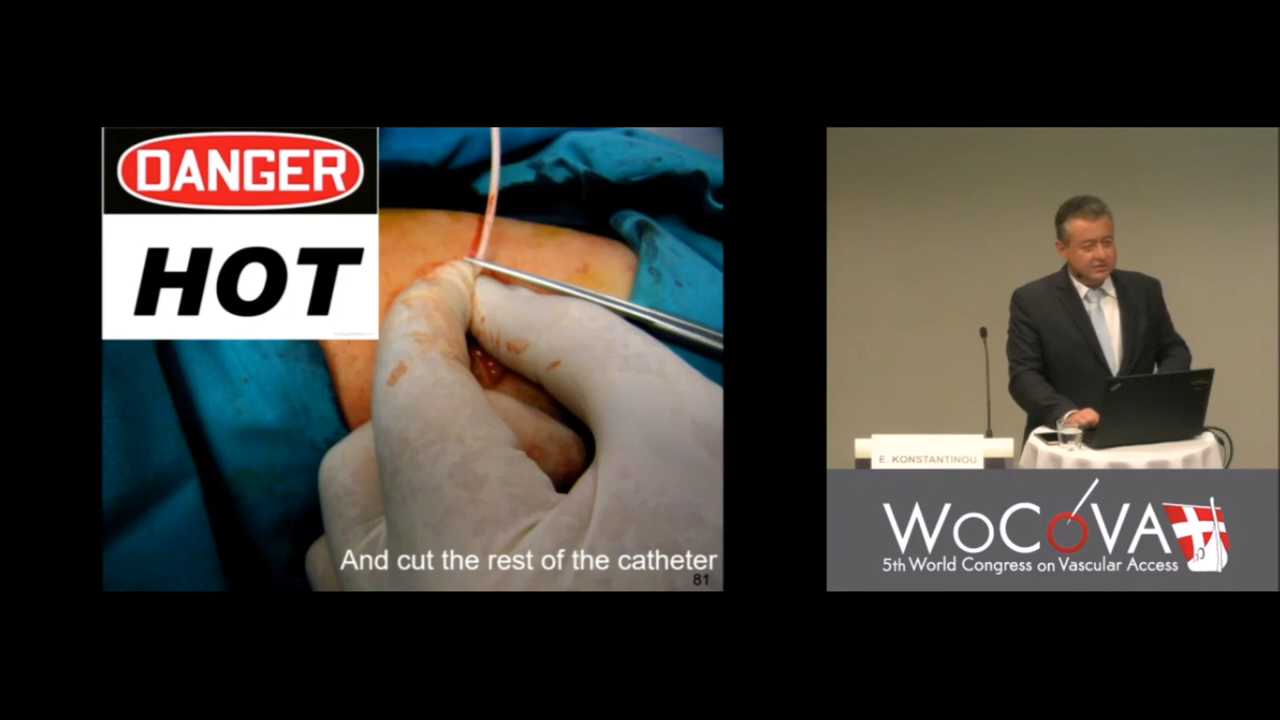 DANGER
HOT
And cut the rest of the catheter
81
E. KONSTANTINOU
WoCoVA
5th World Congress on Vascular Access